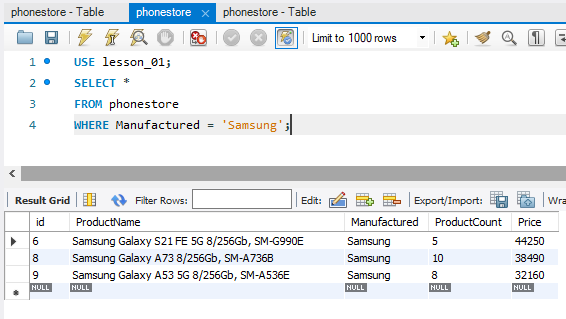 phonestore - Table phonestore phonestore - Table
Limit to 1000 rows
1 USE lesson_01;
2 SELECT *
3 FROM phonestore
4 WHERE Manufactured = 'Samsung';
Result Grid Filter Rows: Edit: Export/Import: Wra
id ProductName Manufactured ProductCount Price
6 Samsung Galaxy S21 FE 5G 8/256Gb, SM-G990E Samsung 5 44250
8 Samsung Galaxy A73 8/256Gb, SM-A736B Samsung 10 38490
9 Samsung Galaxy A53 5G 8/256Gb, SM-A536E Samsung 8 32160
NULL NULL NULL NULL NULL